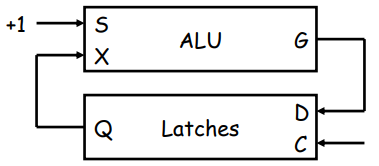 +1 S ALU G
X
Q Latches D
C